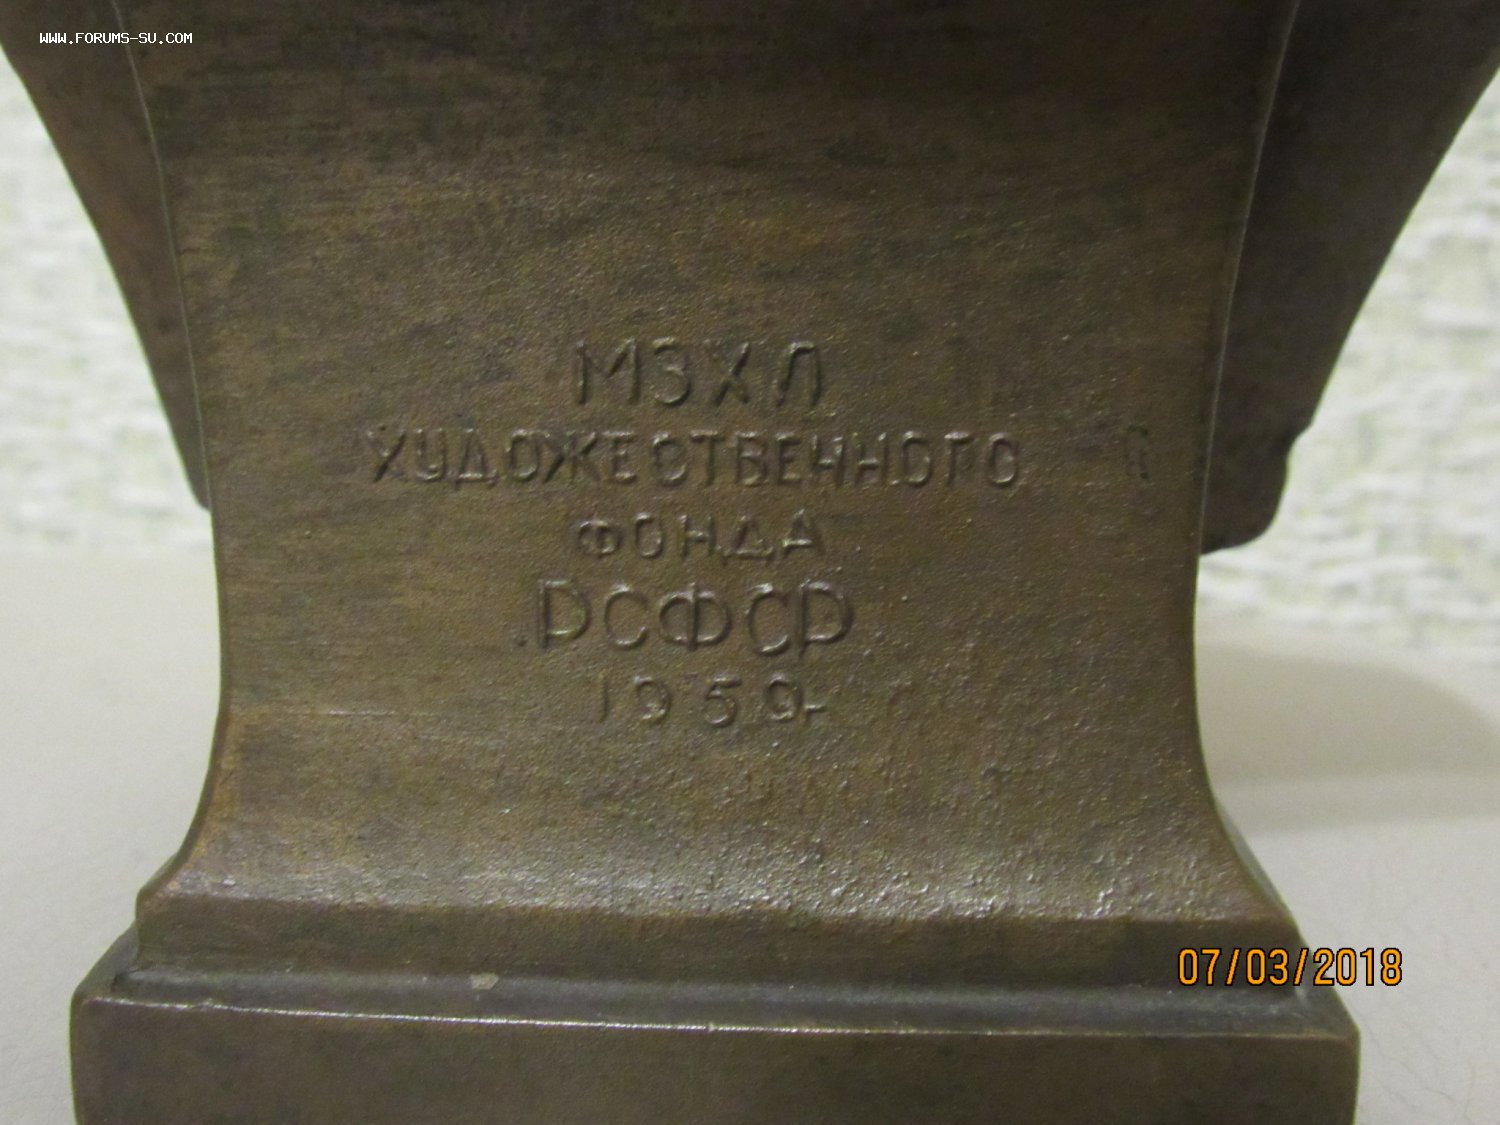 WWW.FORUMS-SU.COM
МЗХЛ
ХУДОЖЕСТВЕННОГО
ФОНДА
РСФСР
1959
07/03/2018